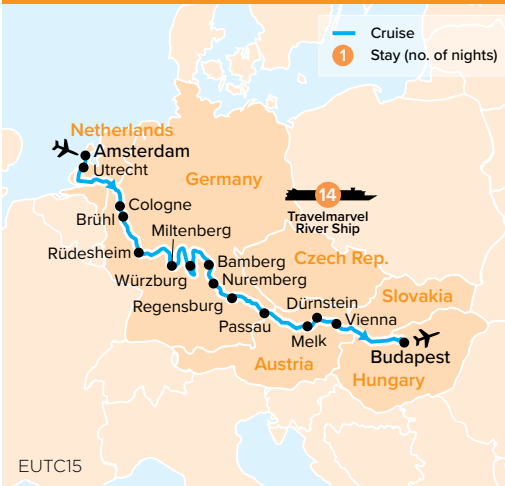 Cruise
1 Stay (no. of nights)
Netherlands
Amsterdam
Utrecht
Germany
Cologne
Brühl
14
Travelmarvel
River Ship
Miltenberg
Rüdesheim
Bamberg
Czech Rep.
Würzburg
Nuremberg
Regensburg
Dürnstein
Slovakia
Passau
Vienna
Melk
Budapest
Austria
Hungary
EUTC15